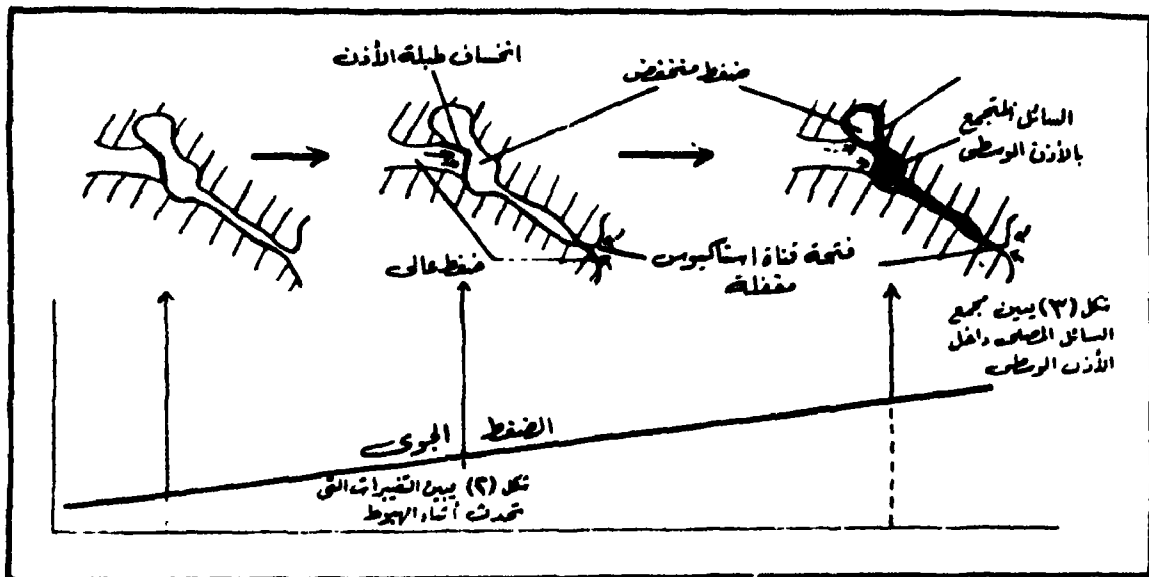 انخساف طبلة الأذن
ضغط منخفض
السائل المتجمع
بالأذن الوسطى
ضغط عالى
فتحة قناة استاكيوس
مقفلة
شكل (٣) يبين تجمع
السائل المصلى داخل
الأذن الوسطى
الضغط الجوى
شكل (٢) يبين التغيرات التى
تحدث أثناء الهبوط